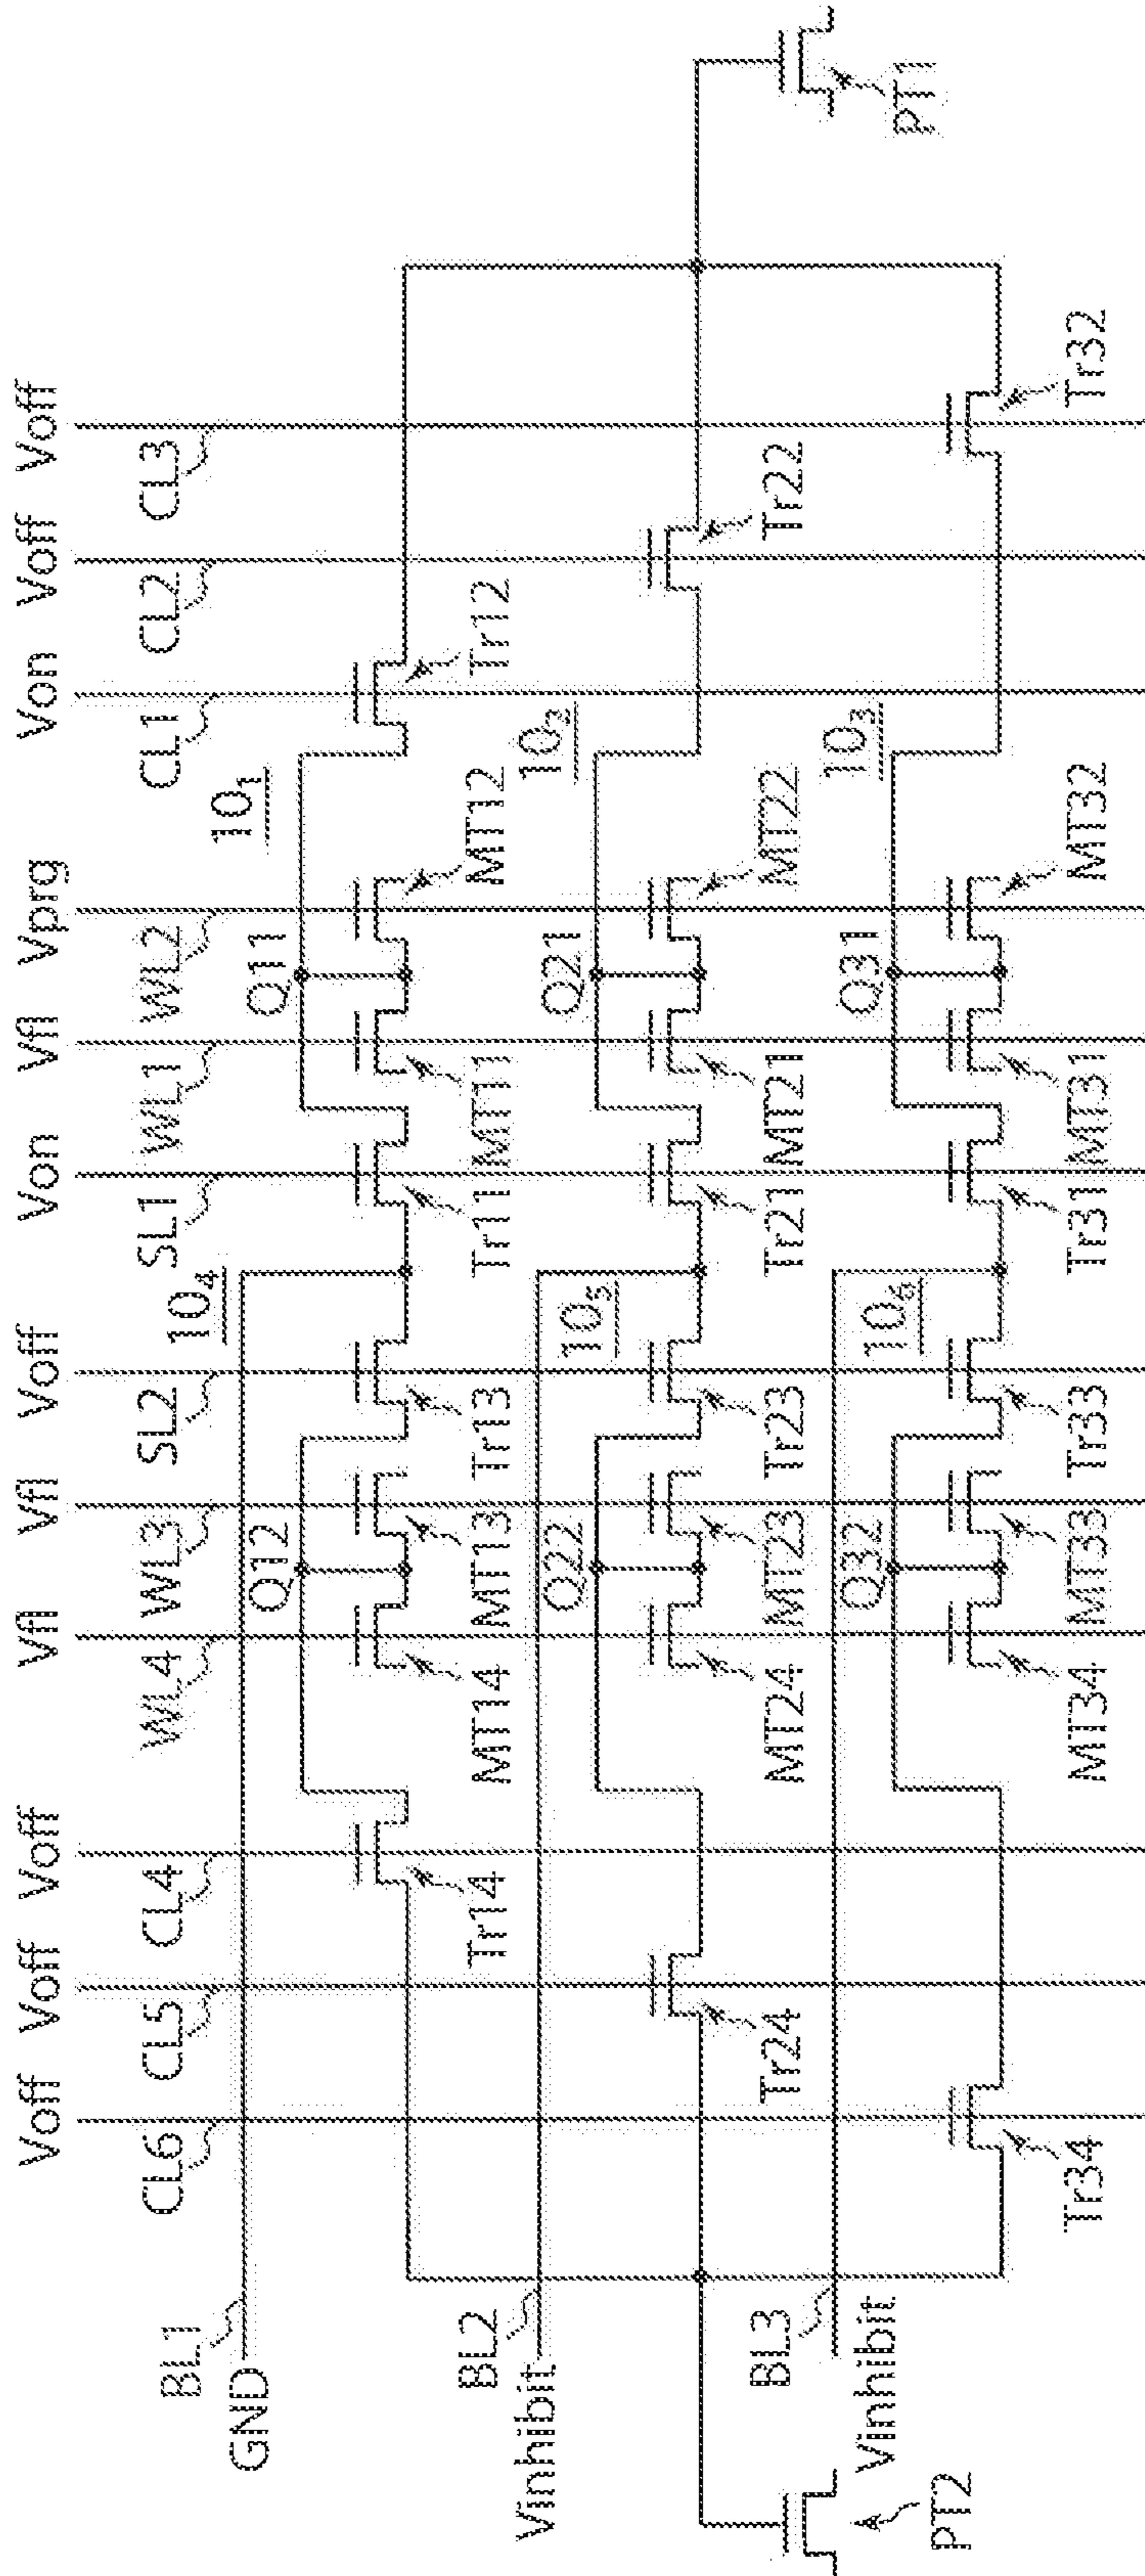 Voff Voff Voff Vfl Vfl Voff Von Vfl Vprg Von Voff Voff
CL6 CL5 CL4 WL4 WL3 SL2 SL1 WL1 WL2 CL1 CL2 CL3
BL1
GND
10₄ 10₁
Q12 Q11
Tr14 MT14 MT13 Tr13 Tr11 MT11 MT12 Tr12
BL2
Vinhibit
10₅ 10₂
Q22 Q21
Tr24 MT24 MT23 Tr23 Tr21 MT21 MT22 Tr22
BL3
Vinhibit
10₆ 10₃
Q32 Q31
Tr34 MT34 MT33 Tr33 Tr31 MT31 MT32 Tr32
PT2 PT1